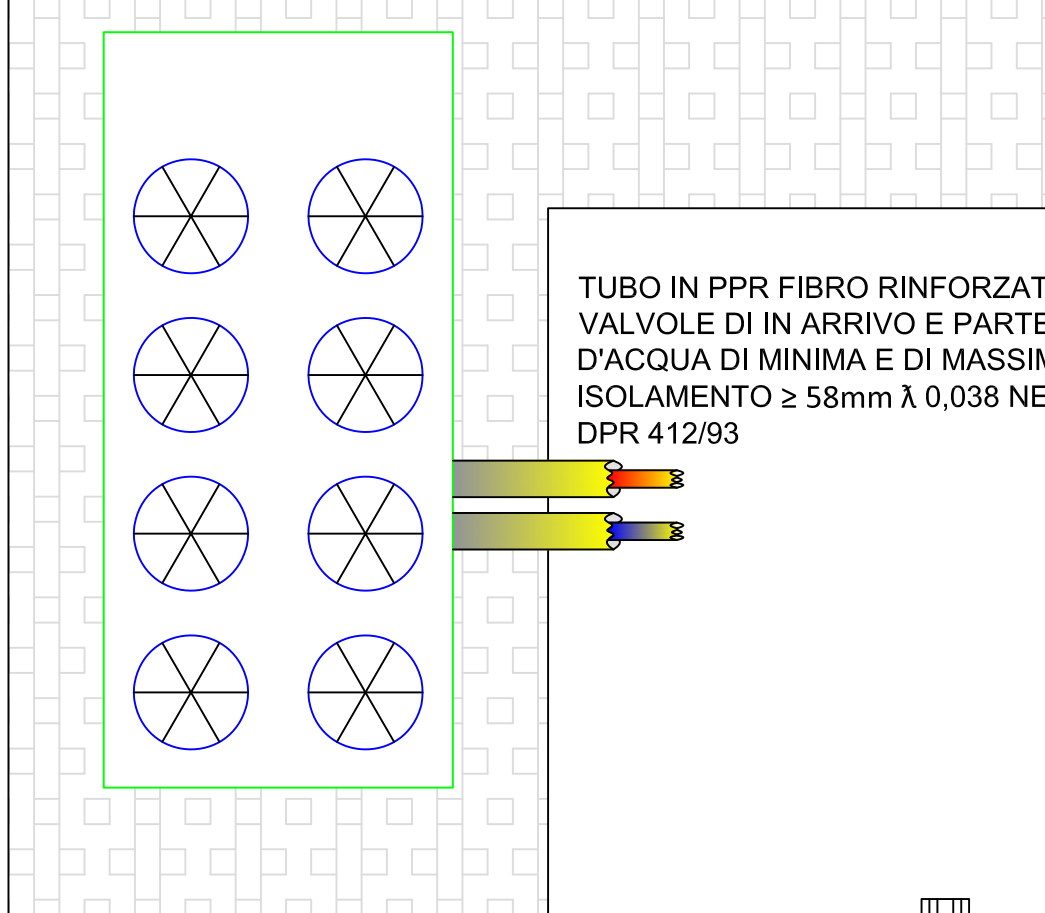 TUBO IN PPR FIBRO RINFORZAT
VALVOLE DI IN ARRIVO E PARTE
D'ACQUA DI MINIMA E DI MASSIM
ISOLAMENTO ≥ 58mm λ 0,038 NE
DPR 412/93